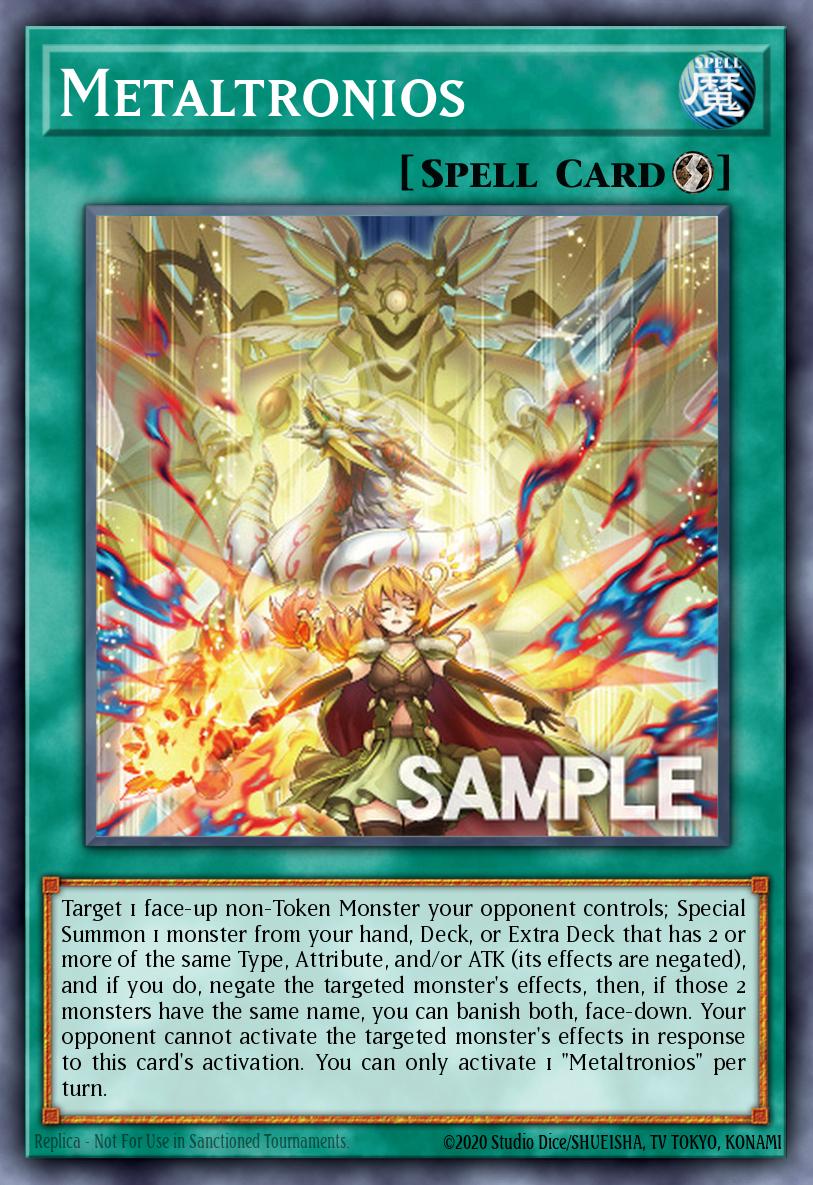 Metaltronios
SPELL
魔
[Spell Card]
SAMPLE
Target 1 face-up non-Token Monster your opponent controls; Special
Summon 1 monster from your hand, Deck, or Extra Deck that has 2 or
more of the same Type, Attribute, and/or ATK (its effects are negated),
and if you do, negate the targeted monster's effects, then, if those 2
monsters have the same name, you can banish both, face-down. Your
opponent cannot activate the targeted monster's effects in response
to this card's activation. You can only activate 1 "Metaltronios" per
turn.
Replica - Not For Use in Sanctioned Tournaments.
©2020 Studio Dice/SHUEISHA, TV TOKYO, KONAMI